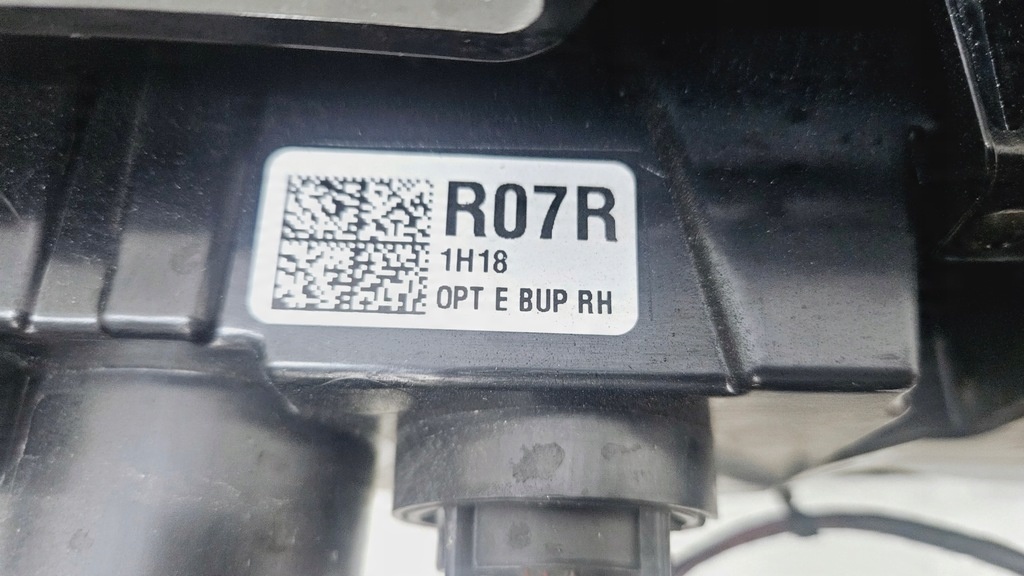 R07R
1H18
OPT E BUP RH